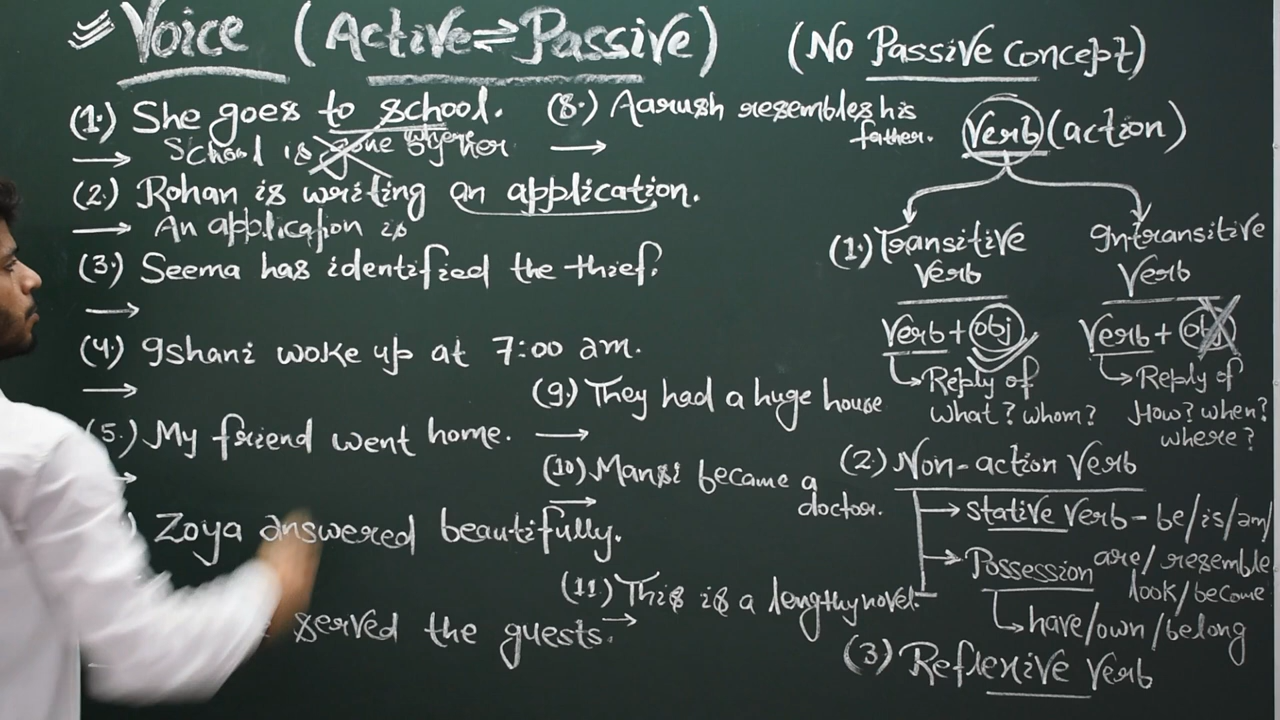 Voice (Active ⇌ Passive)
(1.) She goes to school.
→ School is gone by her
where
(2.) Rohan is writing an application.
→ An application is
(3.) Seema has identified the thief.
→
(4.) Ishani woke up at 7:00 am.
→
(5.) My friend went home.
→
Zoya answered beautifully.
served the guests.
(8.) Aarush resembles his
father.
→
(9.) They had a huge house
→
(10.) Mansi became a
doctor.
→
(11.) This is a lengthy novel.
→
(No Passive Concept)
Verb (action)
(1.) Transitive
Verb
Verb + obj
→ Reply of
what? whom?
Intransitive
Verb
Verb + obj
→ Reply of
How? when?
where?
(2.) Non-action Verb
→ Stative Verb - be/is/am/
are/resemble
look/become
→ Possession
→ have/own/belong
(3) Reflexive Verb